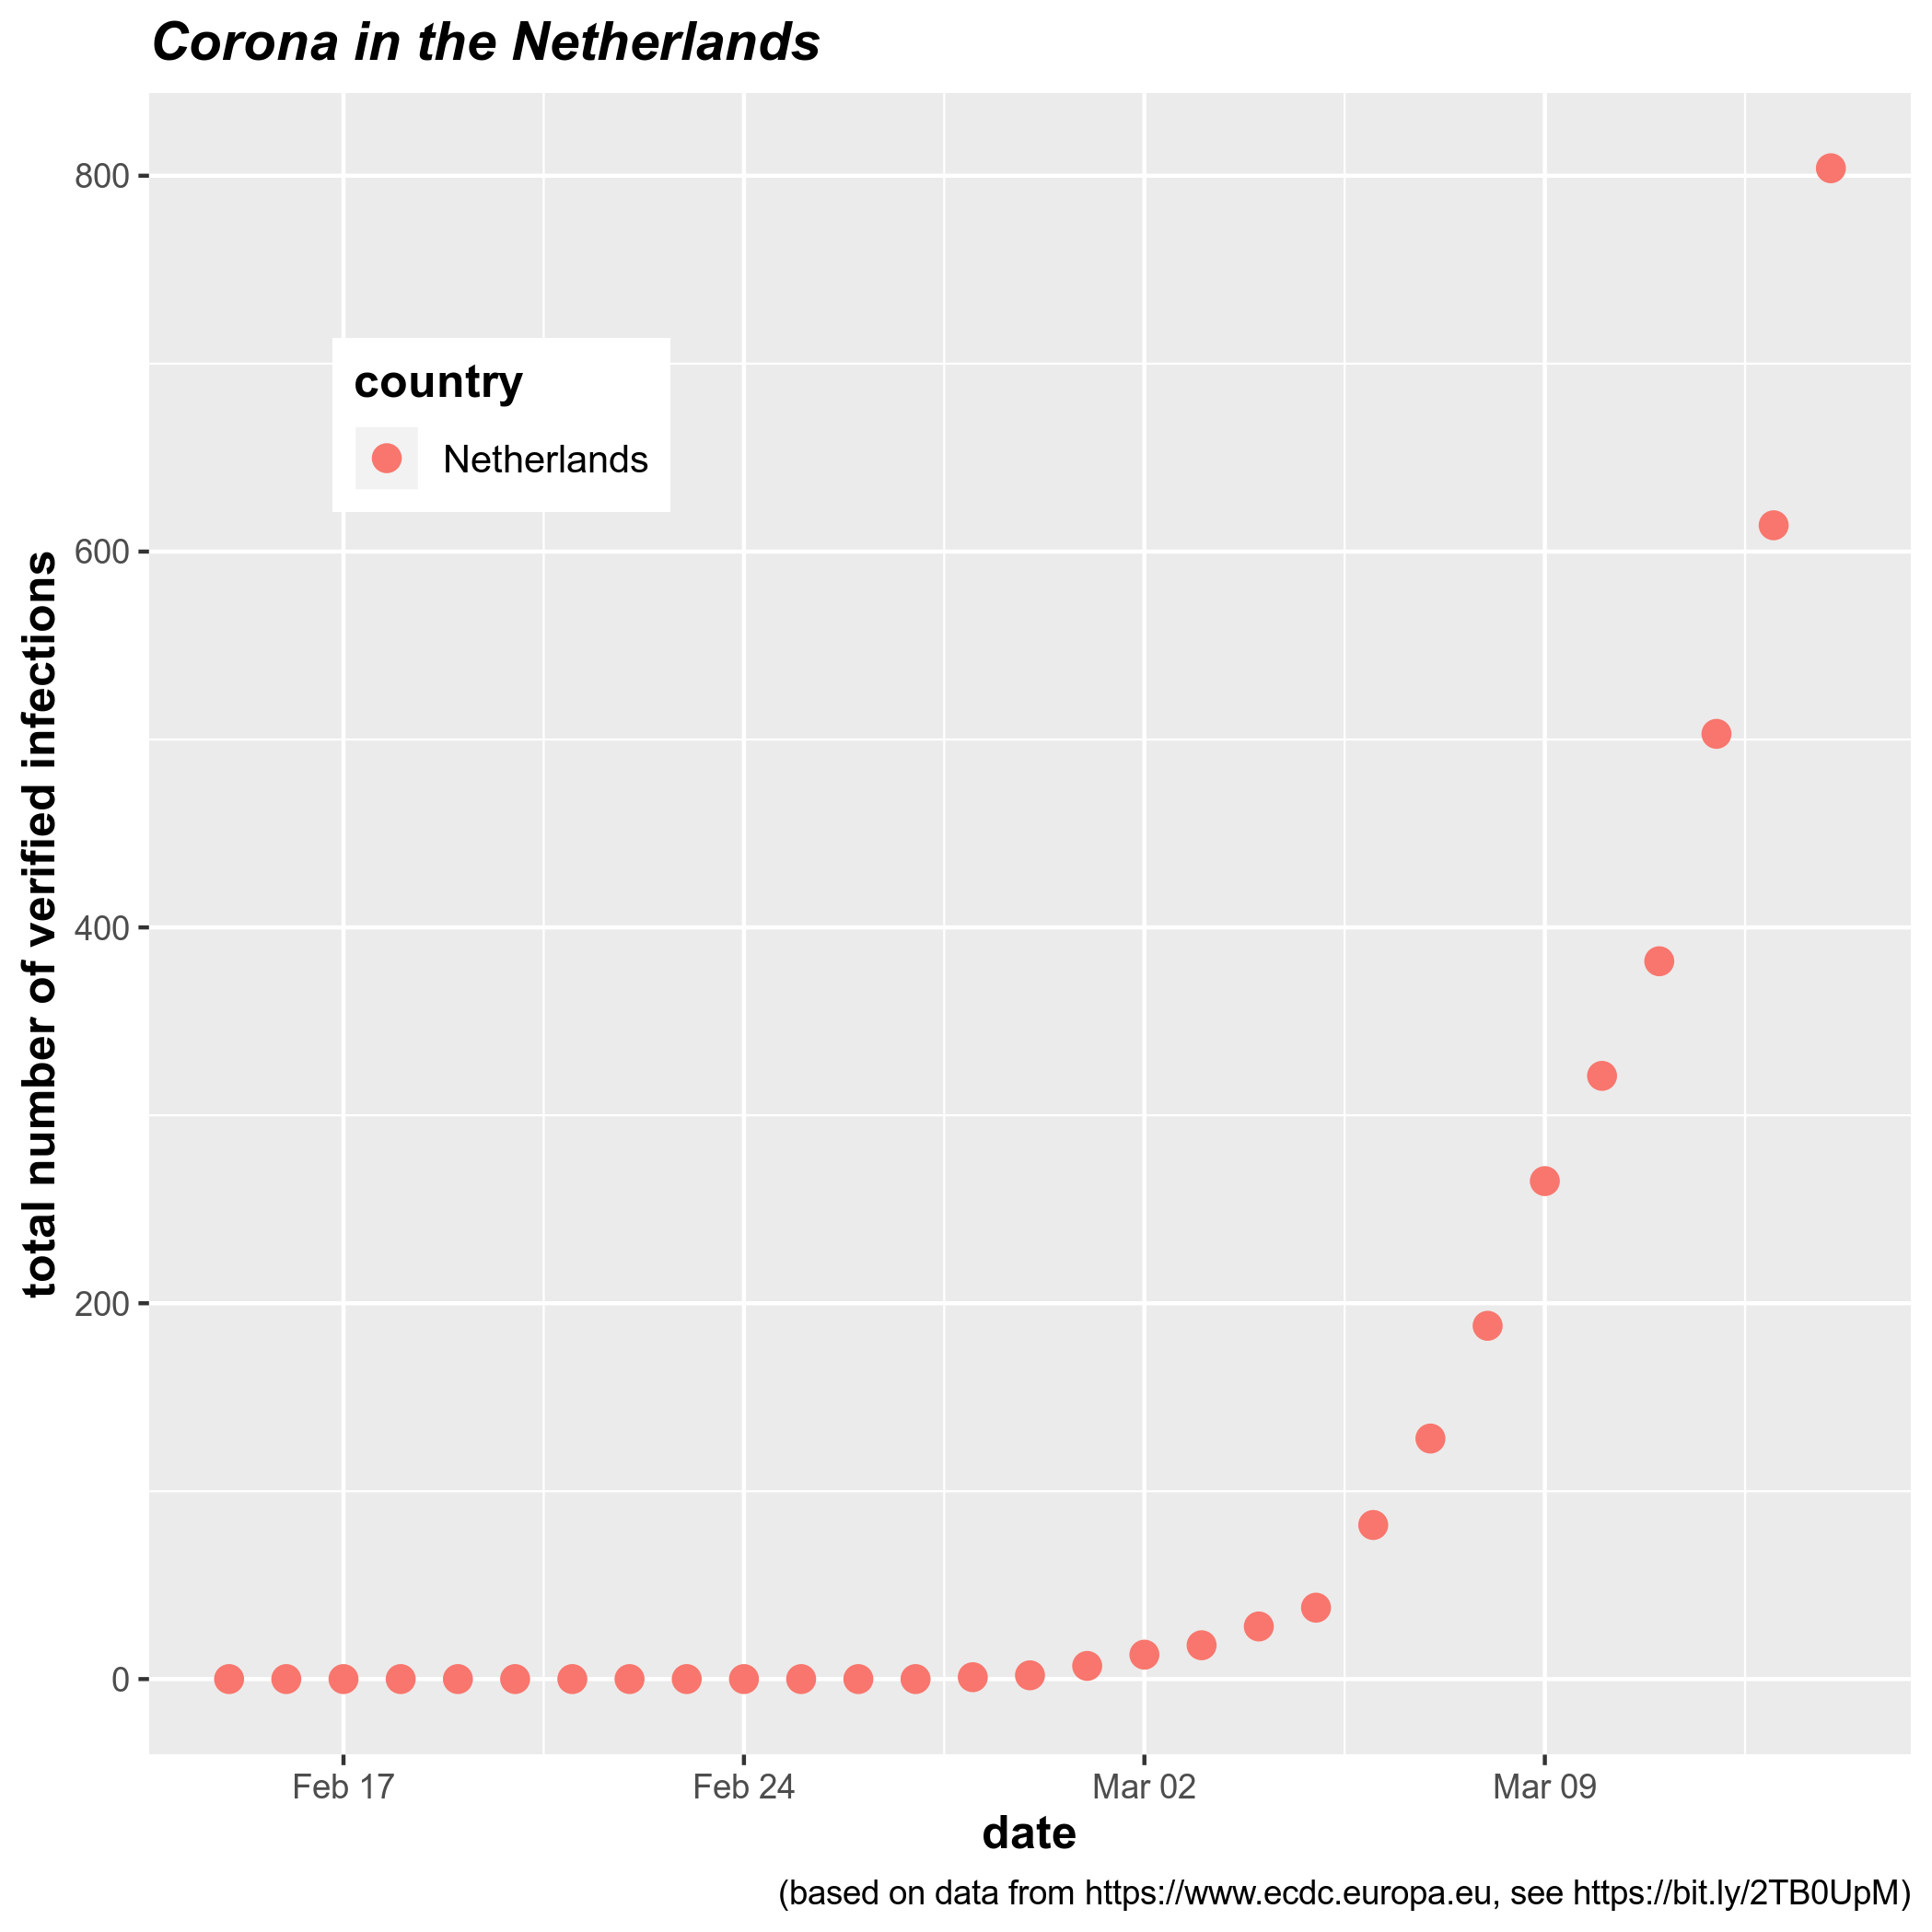 Corona in the Netherlands
total number of verified infections
800
600
400
200
0
country
Netherlands
Feb 17
Feb 24
Mar 02
Mar 09
date
(based on data from https://www.ecdc.europa.eu, see https://bit.ly/2TB0UpM)